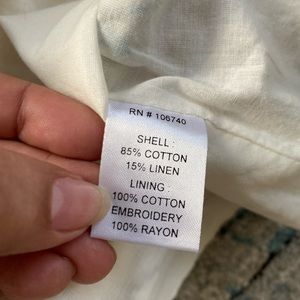 RN # 106740
SHELL :
85% COTTON
15% LINEN
LINING :
100% COTTON
EMBROIDERY
100% RAYON